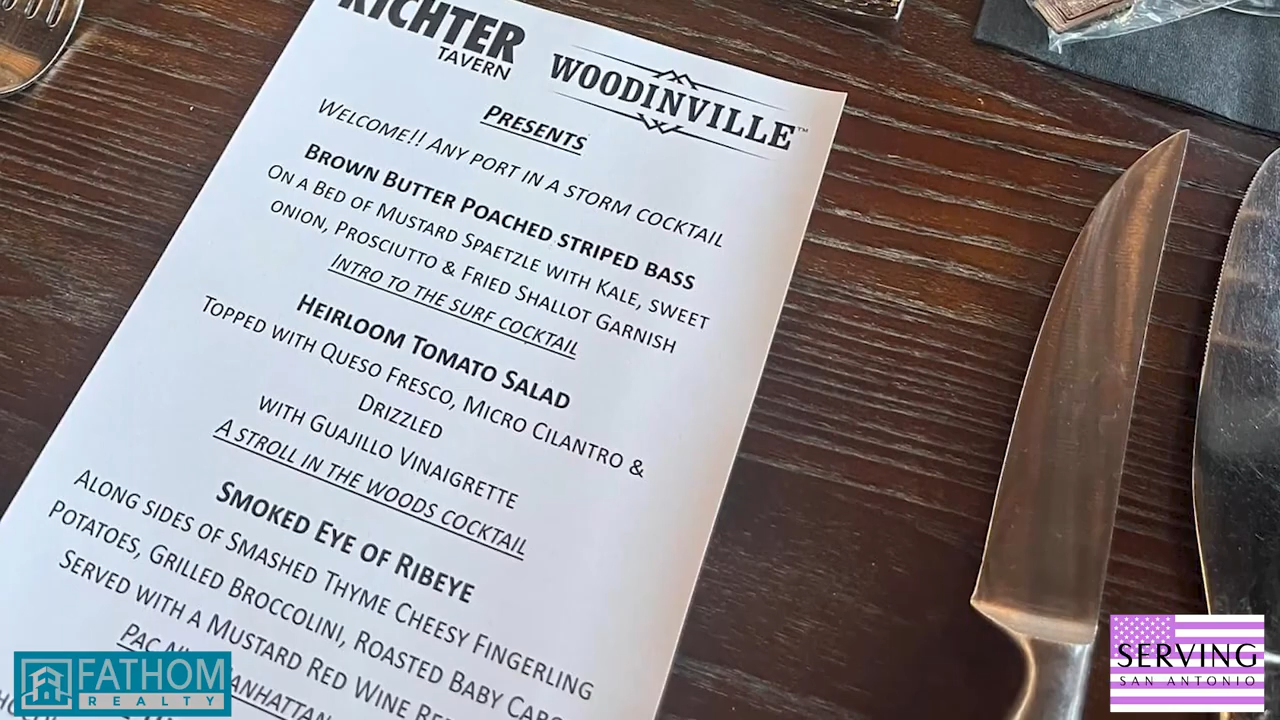 RICHTER
TAVERN
WOODINVILLE™
PRESENTS
WELCOME!! ANY PORT IN A STORM COCKTAIL
BROWN BUTTER POACHED STRIPED BASS
ON A BED OF MUSTARD SPAETZLE WITH KALE, SWEET
ONION, PROSCIUTTO & FRIED SHALLOT GARNISH
INTRO TO THE SURF COCKTAIL
HEIRLOOM TOMATO SALAD
TOPPED WITH QUESO FRESCO, MICRO CILANTRO &
DRIZZLED
WITH GUAJILLO VINAIGRETTE
A STROLL IN THE WOODS COCKTAIL
SMOKED EYE OF RIBEYE
ALONG SIDES OF SMASHED THYME CHEESY FINGERLING
POTATOES, GRILLED BROCCOLINI, ROASTED BABY
SERVED WITH A MUSTARD RED WINE
PAC
FATHOM
REALTY
SERVING
SAN ANTONIO